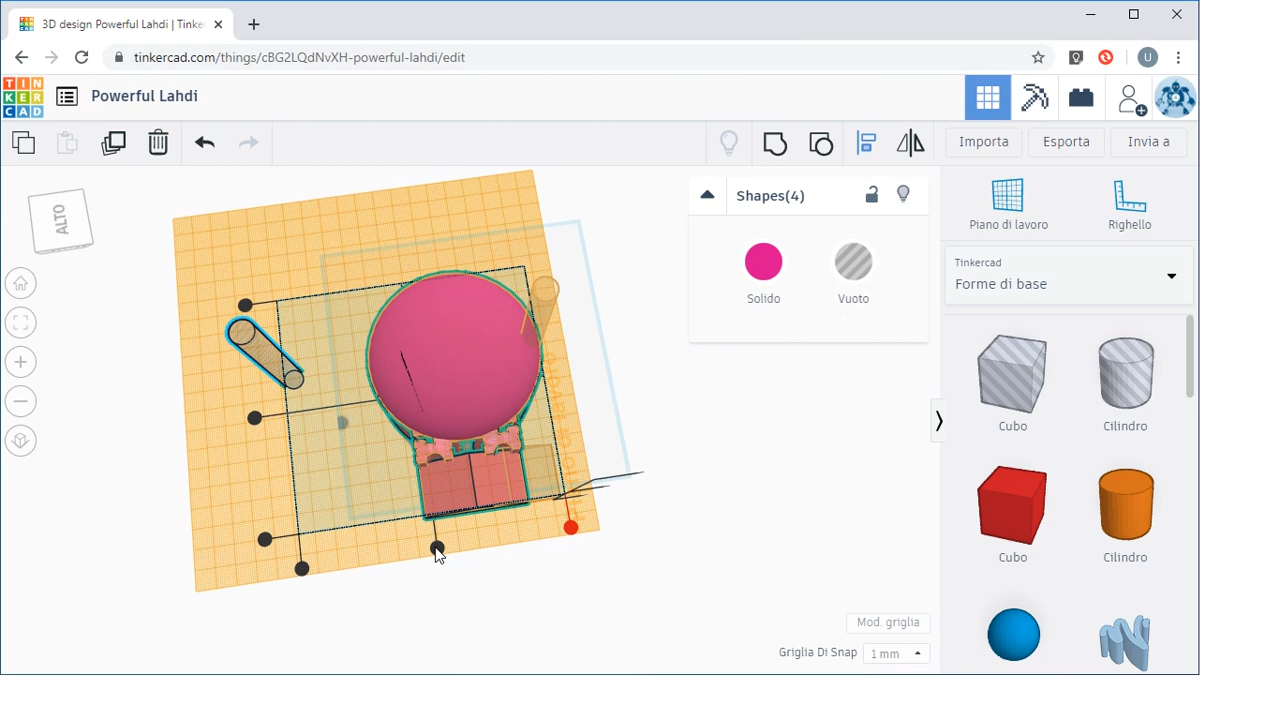 3D design Powerful Lahdi | Tinke
tinkercad.com/things/cBG2LQdNvXH-powerful-lahdi/edit
U
TIN
KER
CAD
Powerful Lahdi
Importa
Esporta
Invia a
ALTO
Shapes(4)
Solido
Vuoto
Piano di lavoro
Righello
Tinkercad
Forme di base
Cubo
Cilindro
Cubo
Cilindro
Mod. griglia
Griglia Di Snap
1 mm